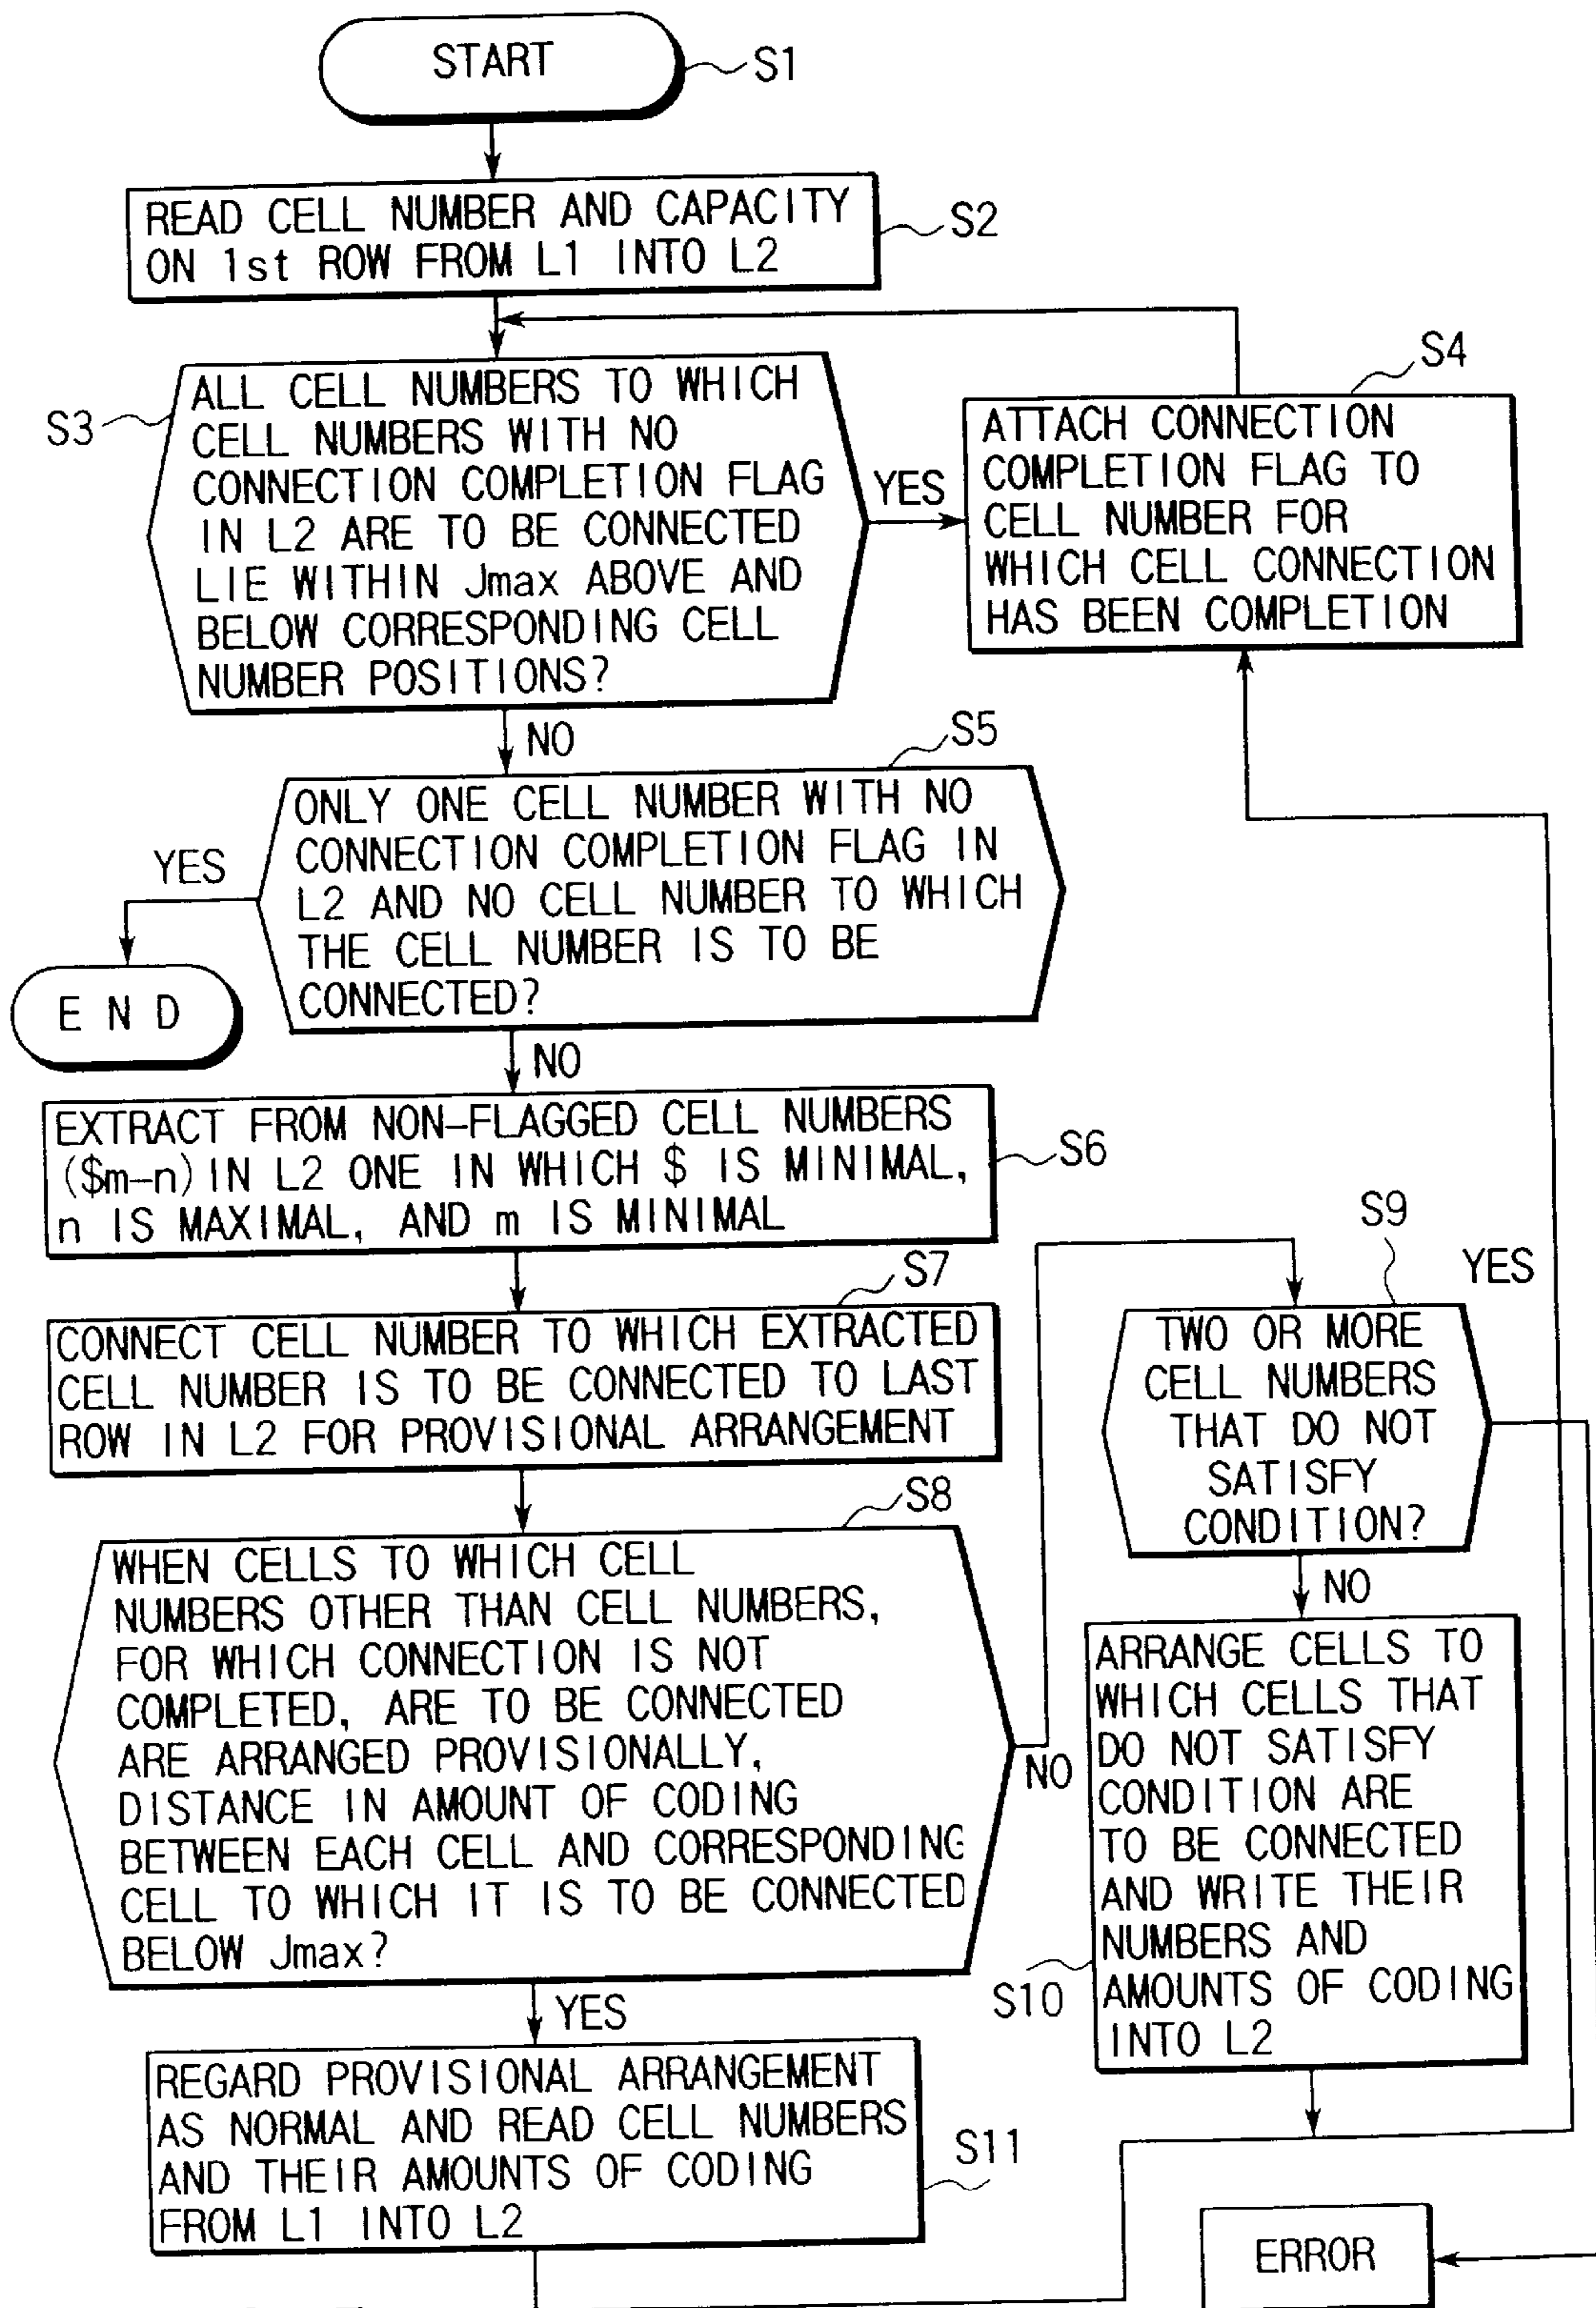 START
S1
READ CELL NUMBER AND CAPACITY
ON 1st ROW FROM L1 INTO L2
S2
S3
ALL CELL NUMBERS TO WHICH
CELL NUMBERS WITH NO
CONNECTION COMPLETION FLAG
IN L2 ARE TO BE CONNECTED
LIE WITHIN Jmax ABOVE AND
BELOW CORRESPONDING CELL
NUMBER POSITIONS?
YES
S4
ATTACH CONNECTION
COMPLETION FLAG TO
CELL NUMBER FOR
WHICH CELL CONNECTION
HAS BEEN COMPLETION
NO
S5
ONLY ONE CELL NUMBER WITH NO
CONNECTION COMPLETION FLAG IN
L2 AND NO CELL NUMBER TO WHICH
THE CELL NUMBER IS TO BE
CONNECTED?
YES
END
NO
EXTRACT FROM NON-FLAGGED CELL NUMBERS
($m-n) IN L2 ONE IN WHICH $ IS MINIMAL,
n IS MAXIMAL, AND m IS MINIMAL
S6
S7
CONNECT CELL NUMBER TO WHICH EXTRACTED
CELL NUMBER IS TO BE CONNECTED TO LAST
ROW IN L2 FOR PROVISIONAL ARRANGEMENT
S8
WHEN CELLS TO WHICH CELL
NUMBERS OTHER THAN CELL NUMBERS,
FOR WHICH CONNECTION IS NOT
COMPLETED, ARE TO BE CONNECTED
ARE ARRANGED PROVISIONALLY,
DISTANCE IN AMOUNT OF CODING
BETWEEN EACH CELL AND CORRESPONDING
CELL TO WHICH IT IS TO BE CONNECTED
BELOW Jmax?
NO
S9
YES
TWO OR MORE
CELL NUMBERS
THAT DO NOT
SATISFY
CONDITION?
NO
ARRANGE CELLS TO
WHICH CELLS THAT
DO NOT SATISFY
CONDITION ARE
TO BE CONNECTED
AND WRITE THEIR
NUMBERS AND
AMOUNTS OF CODING
INTO L2
S10
YES
REGARD PROVISIONAL ARRANGEMENT
AS NORMAL AND READ CELL NUMBERS
AND THEIR AMOUNTS OF CODING
FROM L1 INTO L2
S11
ERROR